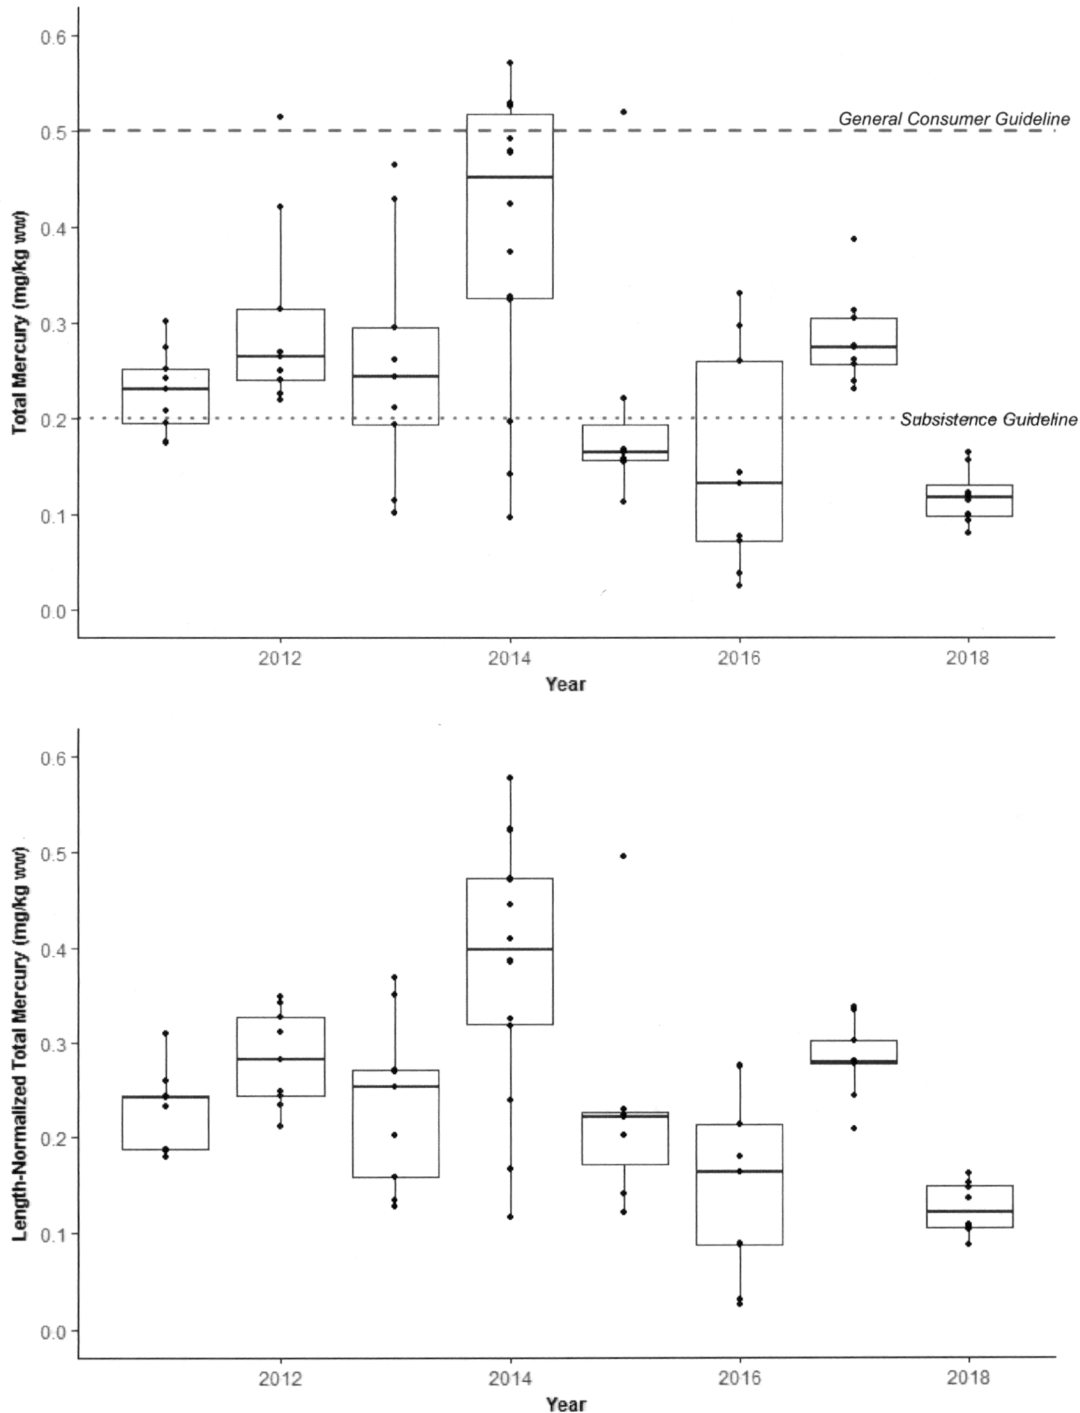 0.6
General Consumer Guideline
0.5
0.4
0.3
Subsistence Guideline
0.2
0.1
0.0
Total Mercury (mg/kg ww)
2012 2014 2016 2018
Year
0.6
0.5
0.4
0.3
0.2
0.1
0.0
Length-Normalized Total Mercury (mg/kg ww)
2012 2014 2016 2018
Year